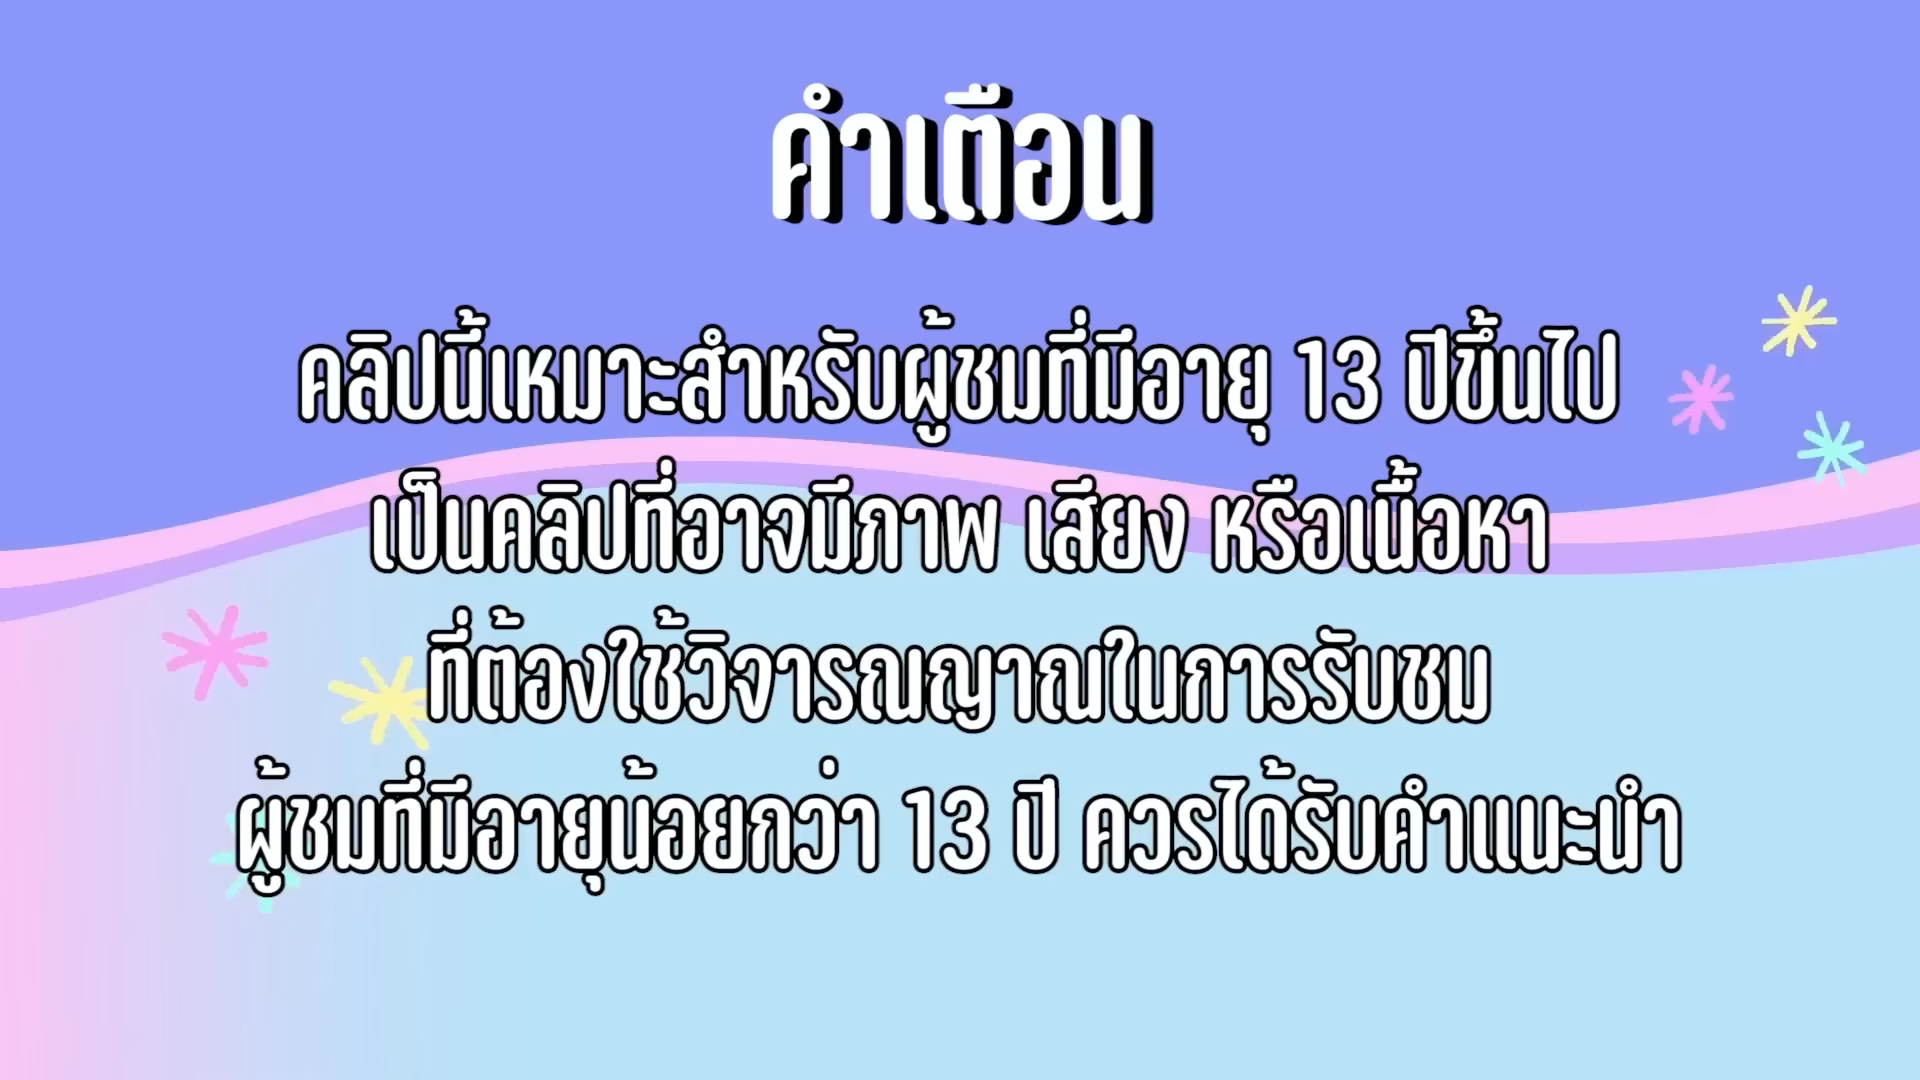 คำเตือน
คลิปนี้เหมาะสำหรับผู้ชมที่มีอายุ 13 ปีขึ้นไป
เป็นคลิปที่อาจมีภาพ เสียง หรือเนื้อหา
ที่ต้องใช้วิจารณญาณในการรับชม
ผู้ชมที่มีอายุน้อยกว่า 13 ปี ควรได้รับคำแนะนำ